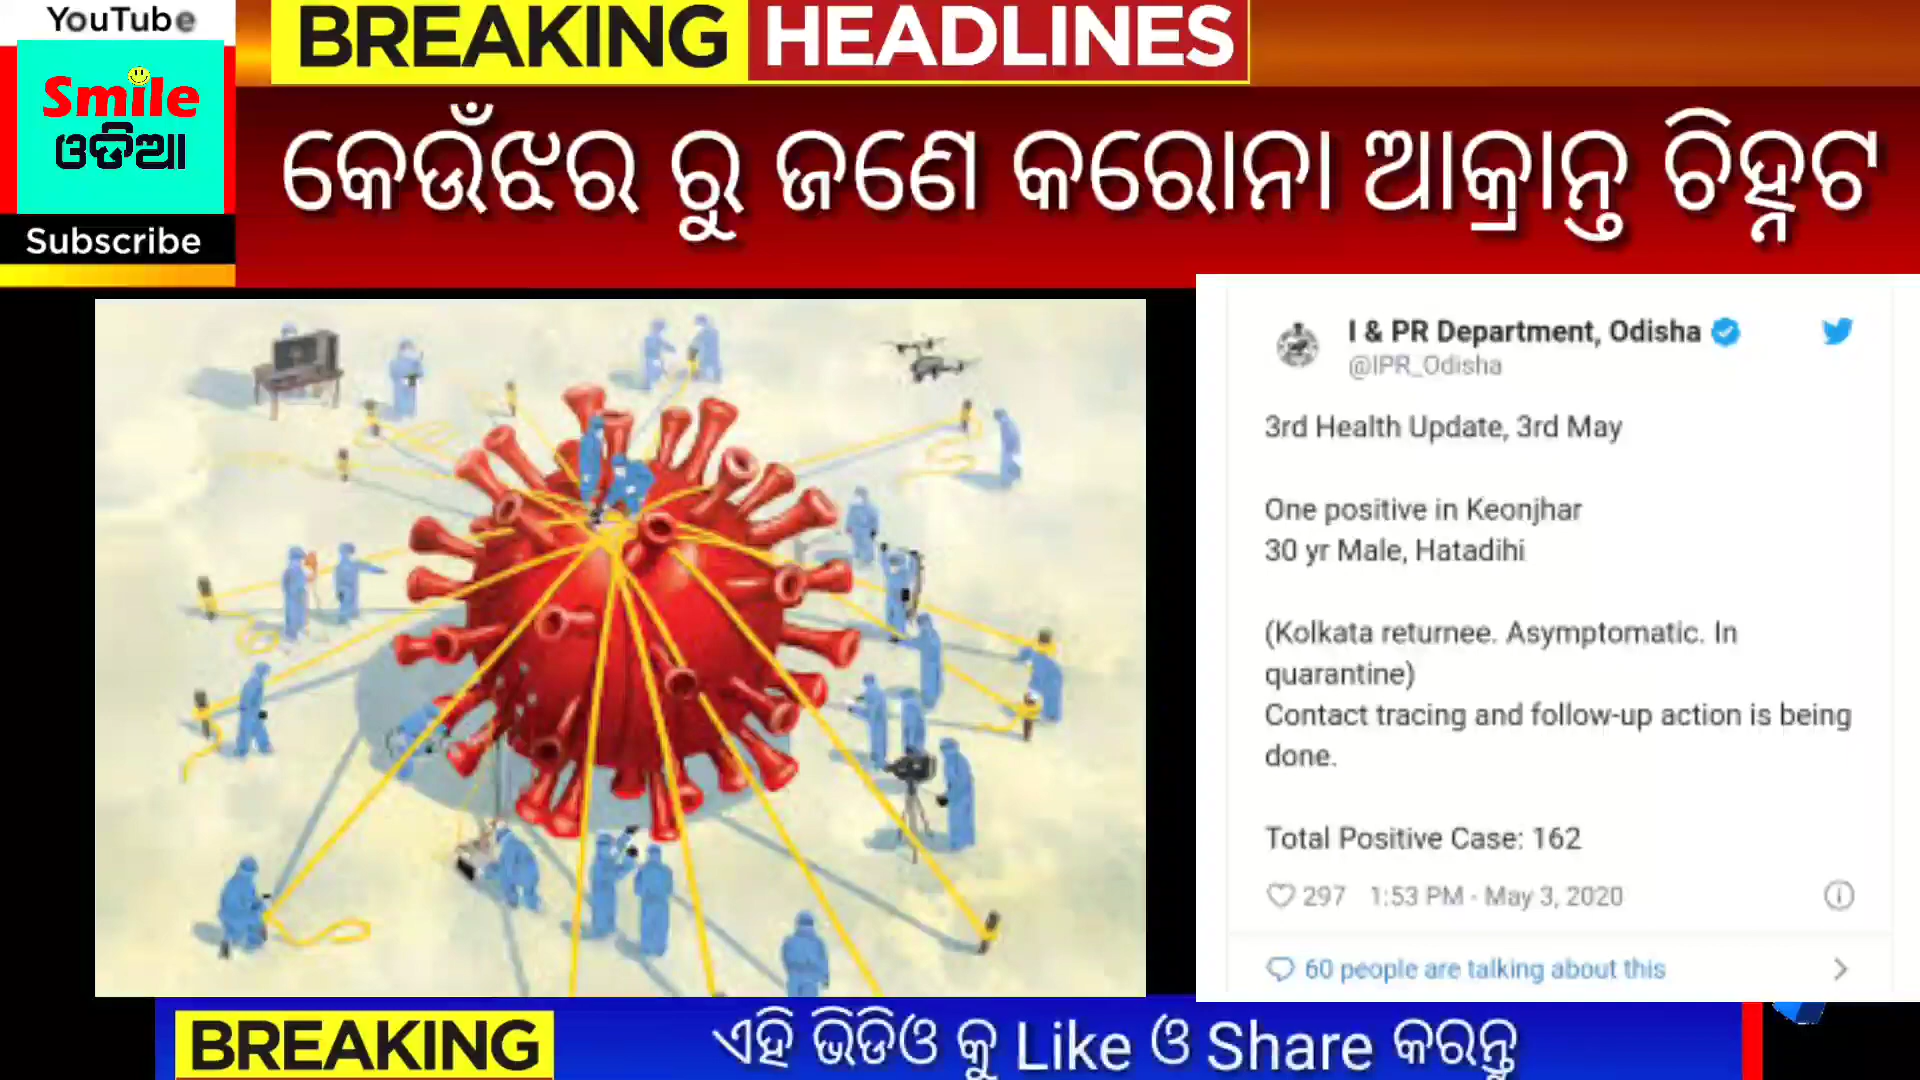 YouTube
BREAKING HEADLINES
Smile
ଓଡିଆ
Subscribe
କେଉଁଝର ରୁ ଜଣେ କରୋନା ଆକ୍ରାନ୍ତ ଚିହ୍ନଟ
I & PR Department, Odisha
@IPR_Odisha
3rd Health Update, 3rd May
One positive in Keonjhar
30 yr Male, Hatadihi
(Kolkata returnee. Asymptomatic. In
quarantine)
Contact tracing and follow-up action is being
done.
Total Positive Case: 162
297 1:53 PM - May 3, 2020
60 people are talking about this
BREAKING
ଏହି ଭିଡିଓ କୁ Like ଓ Share କରନ୍ତୁ